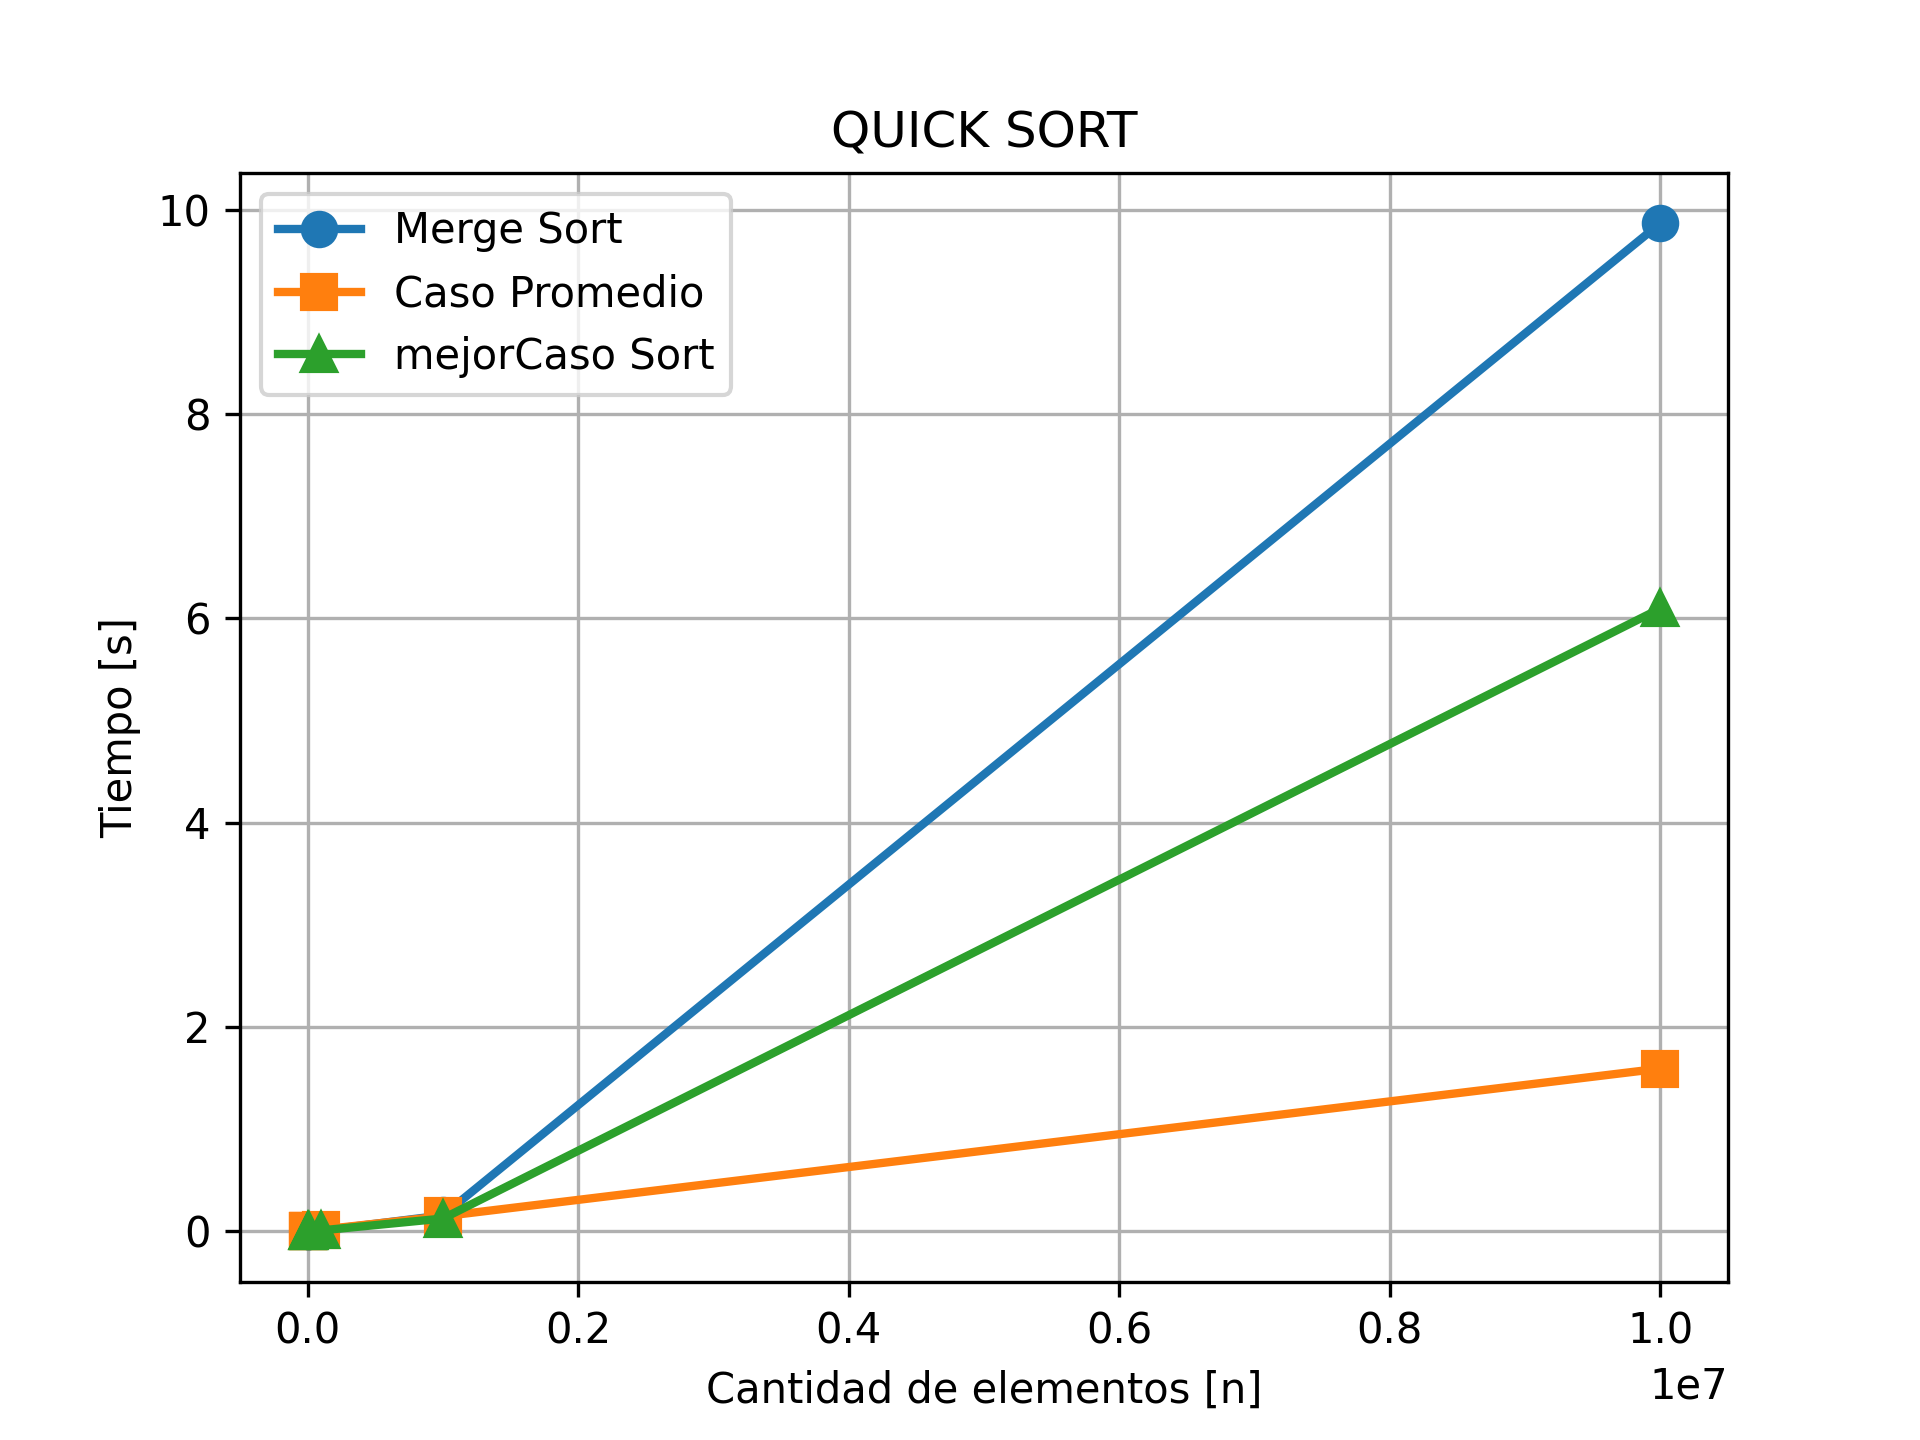 QUICK SORT
Merge Sort
Caso Promedio
mejorCaso Sort
10
8
6
4
2
0
Tiempo [s]
0.0 0.2 0.4 0.6 0.8 1.0
1e7
Cantidad de elementos [n]